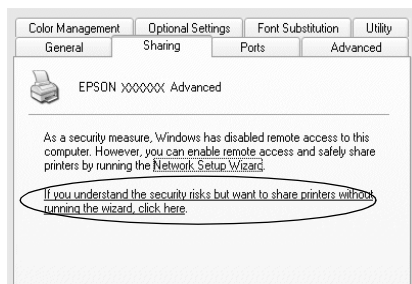 Color Management
Optional Settings
Font Substitution
Utility
General
Sharing
Ports
Advanced
EPSON XXXXXX Advanced
As a security measure, Windows has disabled remote access to this
computer. However, you can enable remote access and safely share
printers by running the Network Setup Wizard.
If you understand the security risks but want to share printers without
running the wizard, click here.